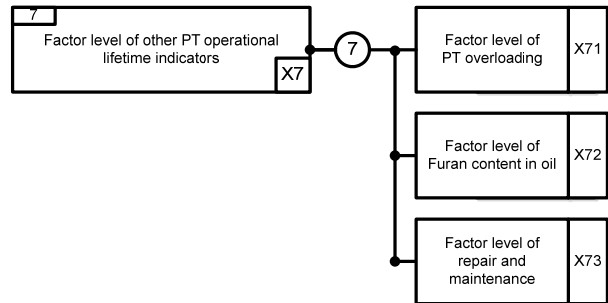 7
Factor level of other PT operational
lifetime indicators
X7
7
Factor level of
PT overloading
X71
Factor level of
Furan content in oil
X72
Factor level of
repair and
maintenance
X73